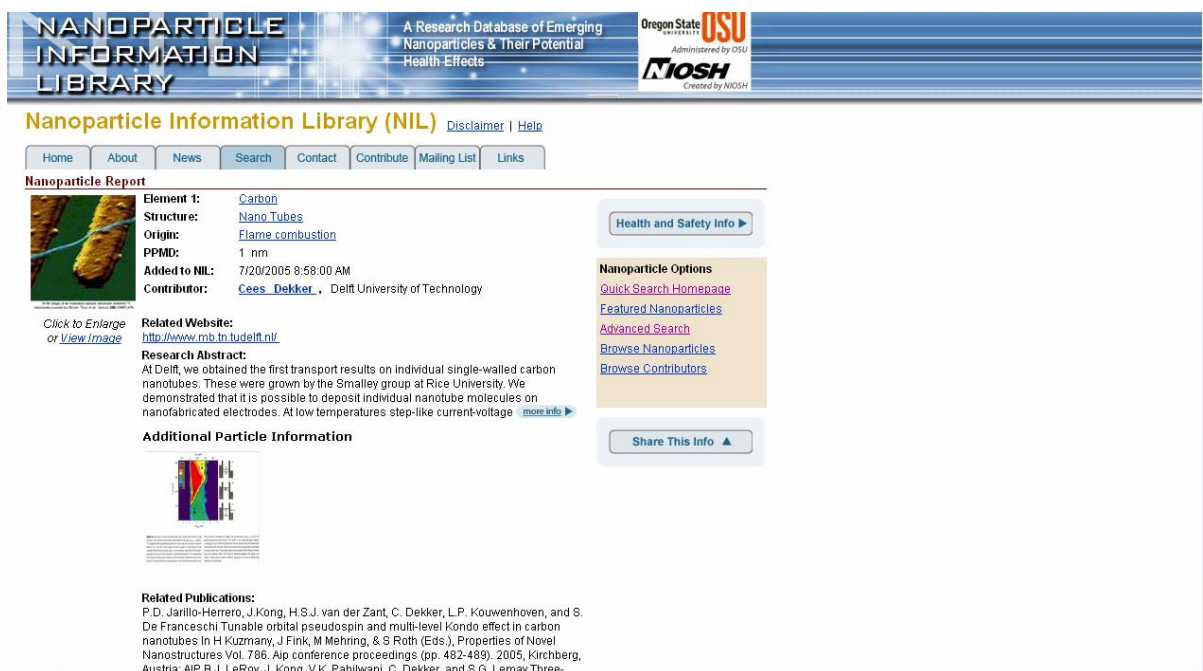 NANOPARTICLE
INFORMATION
LIBRARY
A Research Database of Emerging
Nanoparticles & Their Potential
Health Effects
Oregon State
UNIVERSITY
OSU
Administered by OSU
NIOSH
Created by NIOSH
Nanoparticle Information Library (NIL) Disclaimer | Help
Home About News Search Contact Contribute Mailing List Links
Nanoparticle Report
Element 1: Carbon
Structure: Nano Tubes
Origin: Flame combustion
PPMD: 1 nm
Added to NIL: 7/20/2005 8:58:00 AM
Contributor: Cees Dekker , Delft University of Technology
Click to Enlarge
or View Image
Related Website:
http://www.mb.tn.tudelft.nl/
Research Abstract:
At Delft, we obtained the first transport results on individual single-walled carbon
nanotubes. These were grown by the Smalley group at Rice University. We
demonstrated that it is possible to deposit individual nanotube molecules on
nanofabricated electrodes. At low temperatures step-like current-voltage more info
Additional Particle Information
Related Publications:
P.D. Jarillo-Herrero, J.Kong, H.S.J. van der Zant, C. Dekker, L.P. Kouwenhoven, and S.
De Franceschi Tunable orbital pseudospin and multi-level Kondo effect in carbon
nanotubes In H Kuzmany, J Fink, M Mehring, & S Roth (Eds.), Properties of Novel
Nanostructures Vol. 786. Aip conference proceedings (pp. 482-489). 2005, Kirchberg,
Austria: AIP B.J. LeRoy, J. Kong, V.K. Pahilwani, C. Dekker, and S.G. Lemay Three-
Health and Safety Info
Nanoparticle Options
Quick Search Homepage
Featured Nanoparticles
Advanced Search
Browse Nanoparticles
Browse Contributors
Share This Info